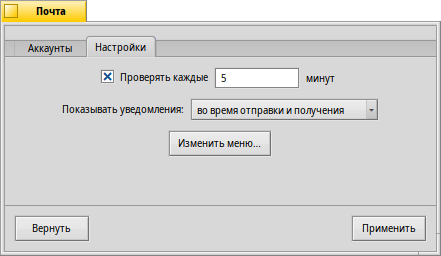 Почта
Аккаунты Настройки
Проверять каждые 5 минут
Показывать уведомления: во время отправки и получения
Изменить меню...
Вернуть Применить